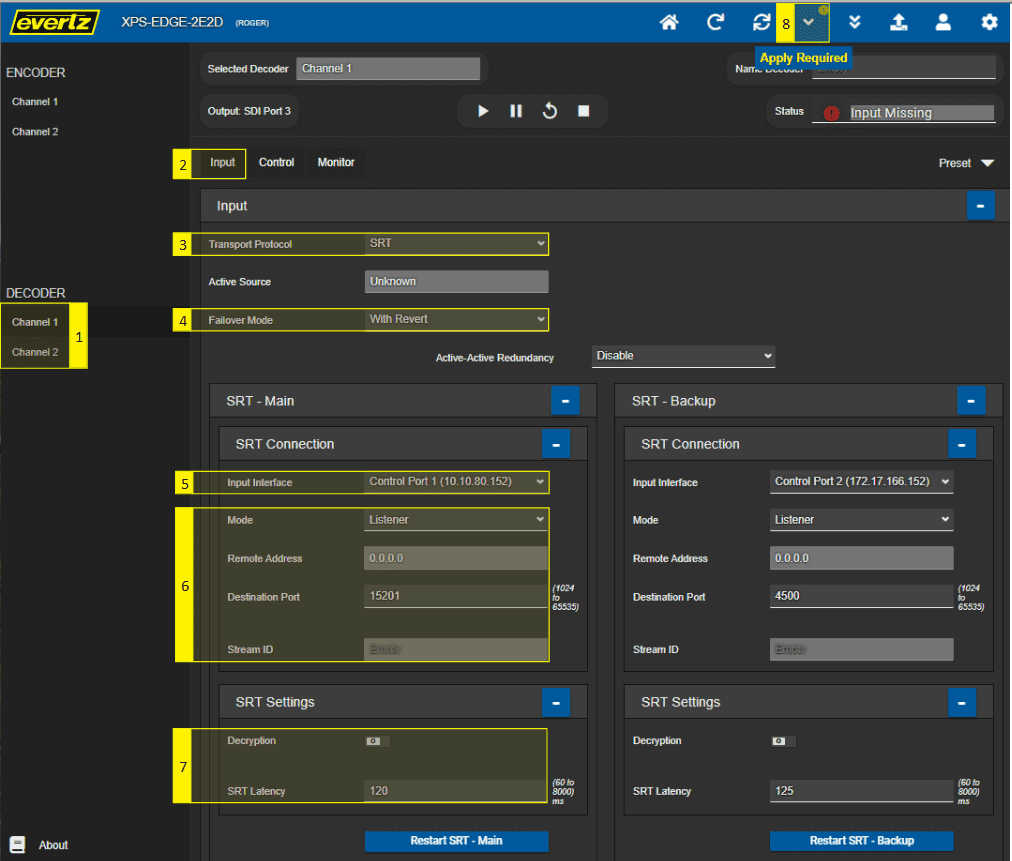 evertz XPS-EDGE-2E2D (ROGER) 8
Apply Required
ENCODER
Channel 1
Channel 2
DECODER
Channel 1
Channel 2
1
About
Selected Decoder Channel 1
Name Decoder Empty
Output: SDI Port 3
Status ! Input Missing
2 Input Control Monitor
Preset
Input -
3 Transport Protocol SRT
Active Source Unknown
4 Failover Mode With Revert
Active-Active Redundancy Disable
SRT - Main -
SRT Connection -
5 Input Interface Control Port 1 (10.10.80.152)
6
Mode Listener
Remote Address 0.0.0.0
Destination Port 15201 (1024 to 65535)
Stream ID Empty
SRT Settings -
7
Decryption
SRT Latency 120 (60 to 8000) ms
Restart SRT - Main
SRT - Backup -
SRT Connection -
Input Interface Control Port 2 (172.17.166.152)
Mode Listener
Remote Address 0.0.0.0
Destination Port 4500 (1024 to 65535)
Stream ID Empty
SRT Settings -
Decryption
SRT Latency 125 (60 to 8000) ms
Restart SRT - Backup